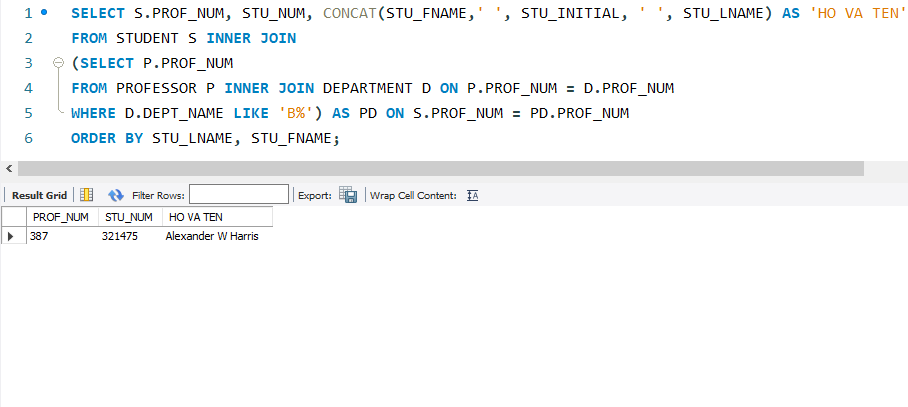 1 SELECT S.PROF_NUM, STU_NUM, CONCAT(STU_FNAME,' ', STU_INITIAL, ' ', STU_LNAME) AS 'HO VA TEN'
2 FROM STUDENT S INNER JOIN
3 (SELECT P.PROF_NUM
4 FROM PROFESSOR P INNER JOIN DEPARTMENT D ON P.PROF_NUM = D.PROF_NUM
5 WHERE D.DEPT_NAME LIKE 'B%') AS PD ON S.PROF_NUM = PD.PROF_NUM
6 ORDER BY STU_LNAME, STU_FNAME;
Result Grid Filter Rows: Export: Wrap Cell Content: IA
PROF_NUM STU_NUM HO VA TEN
387 321475 Alexander W Harris